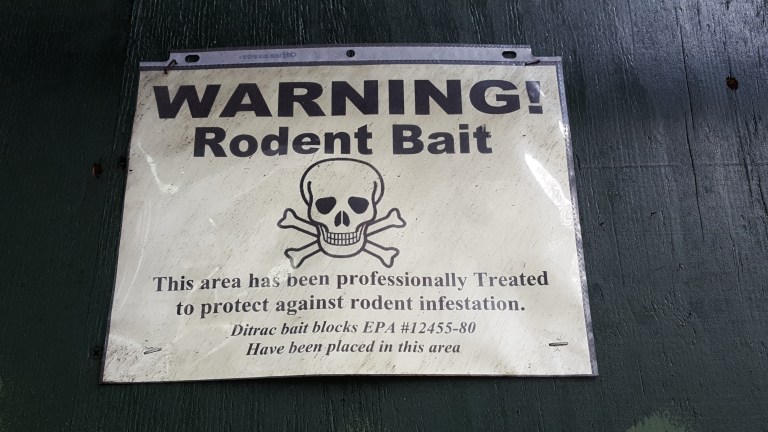 WARNING!
Rodent Bait
This area has been professionally Treated
to protect against rodent infestation.
Ditrac bait blocks EPA #12455-80
Have been placed in this area